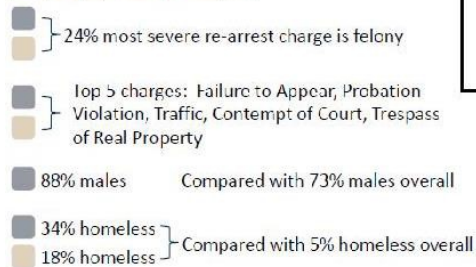 24% most severe re-arrest charge is felony
Top 5 charges: Failure to Appear, Probation
Violation, Traffic, Contempt of Court, Trespass
of Real Property
88% males Compared with 73% males overall
34% homeless
Compared with 5% homeless overall
18% homeless